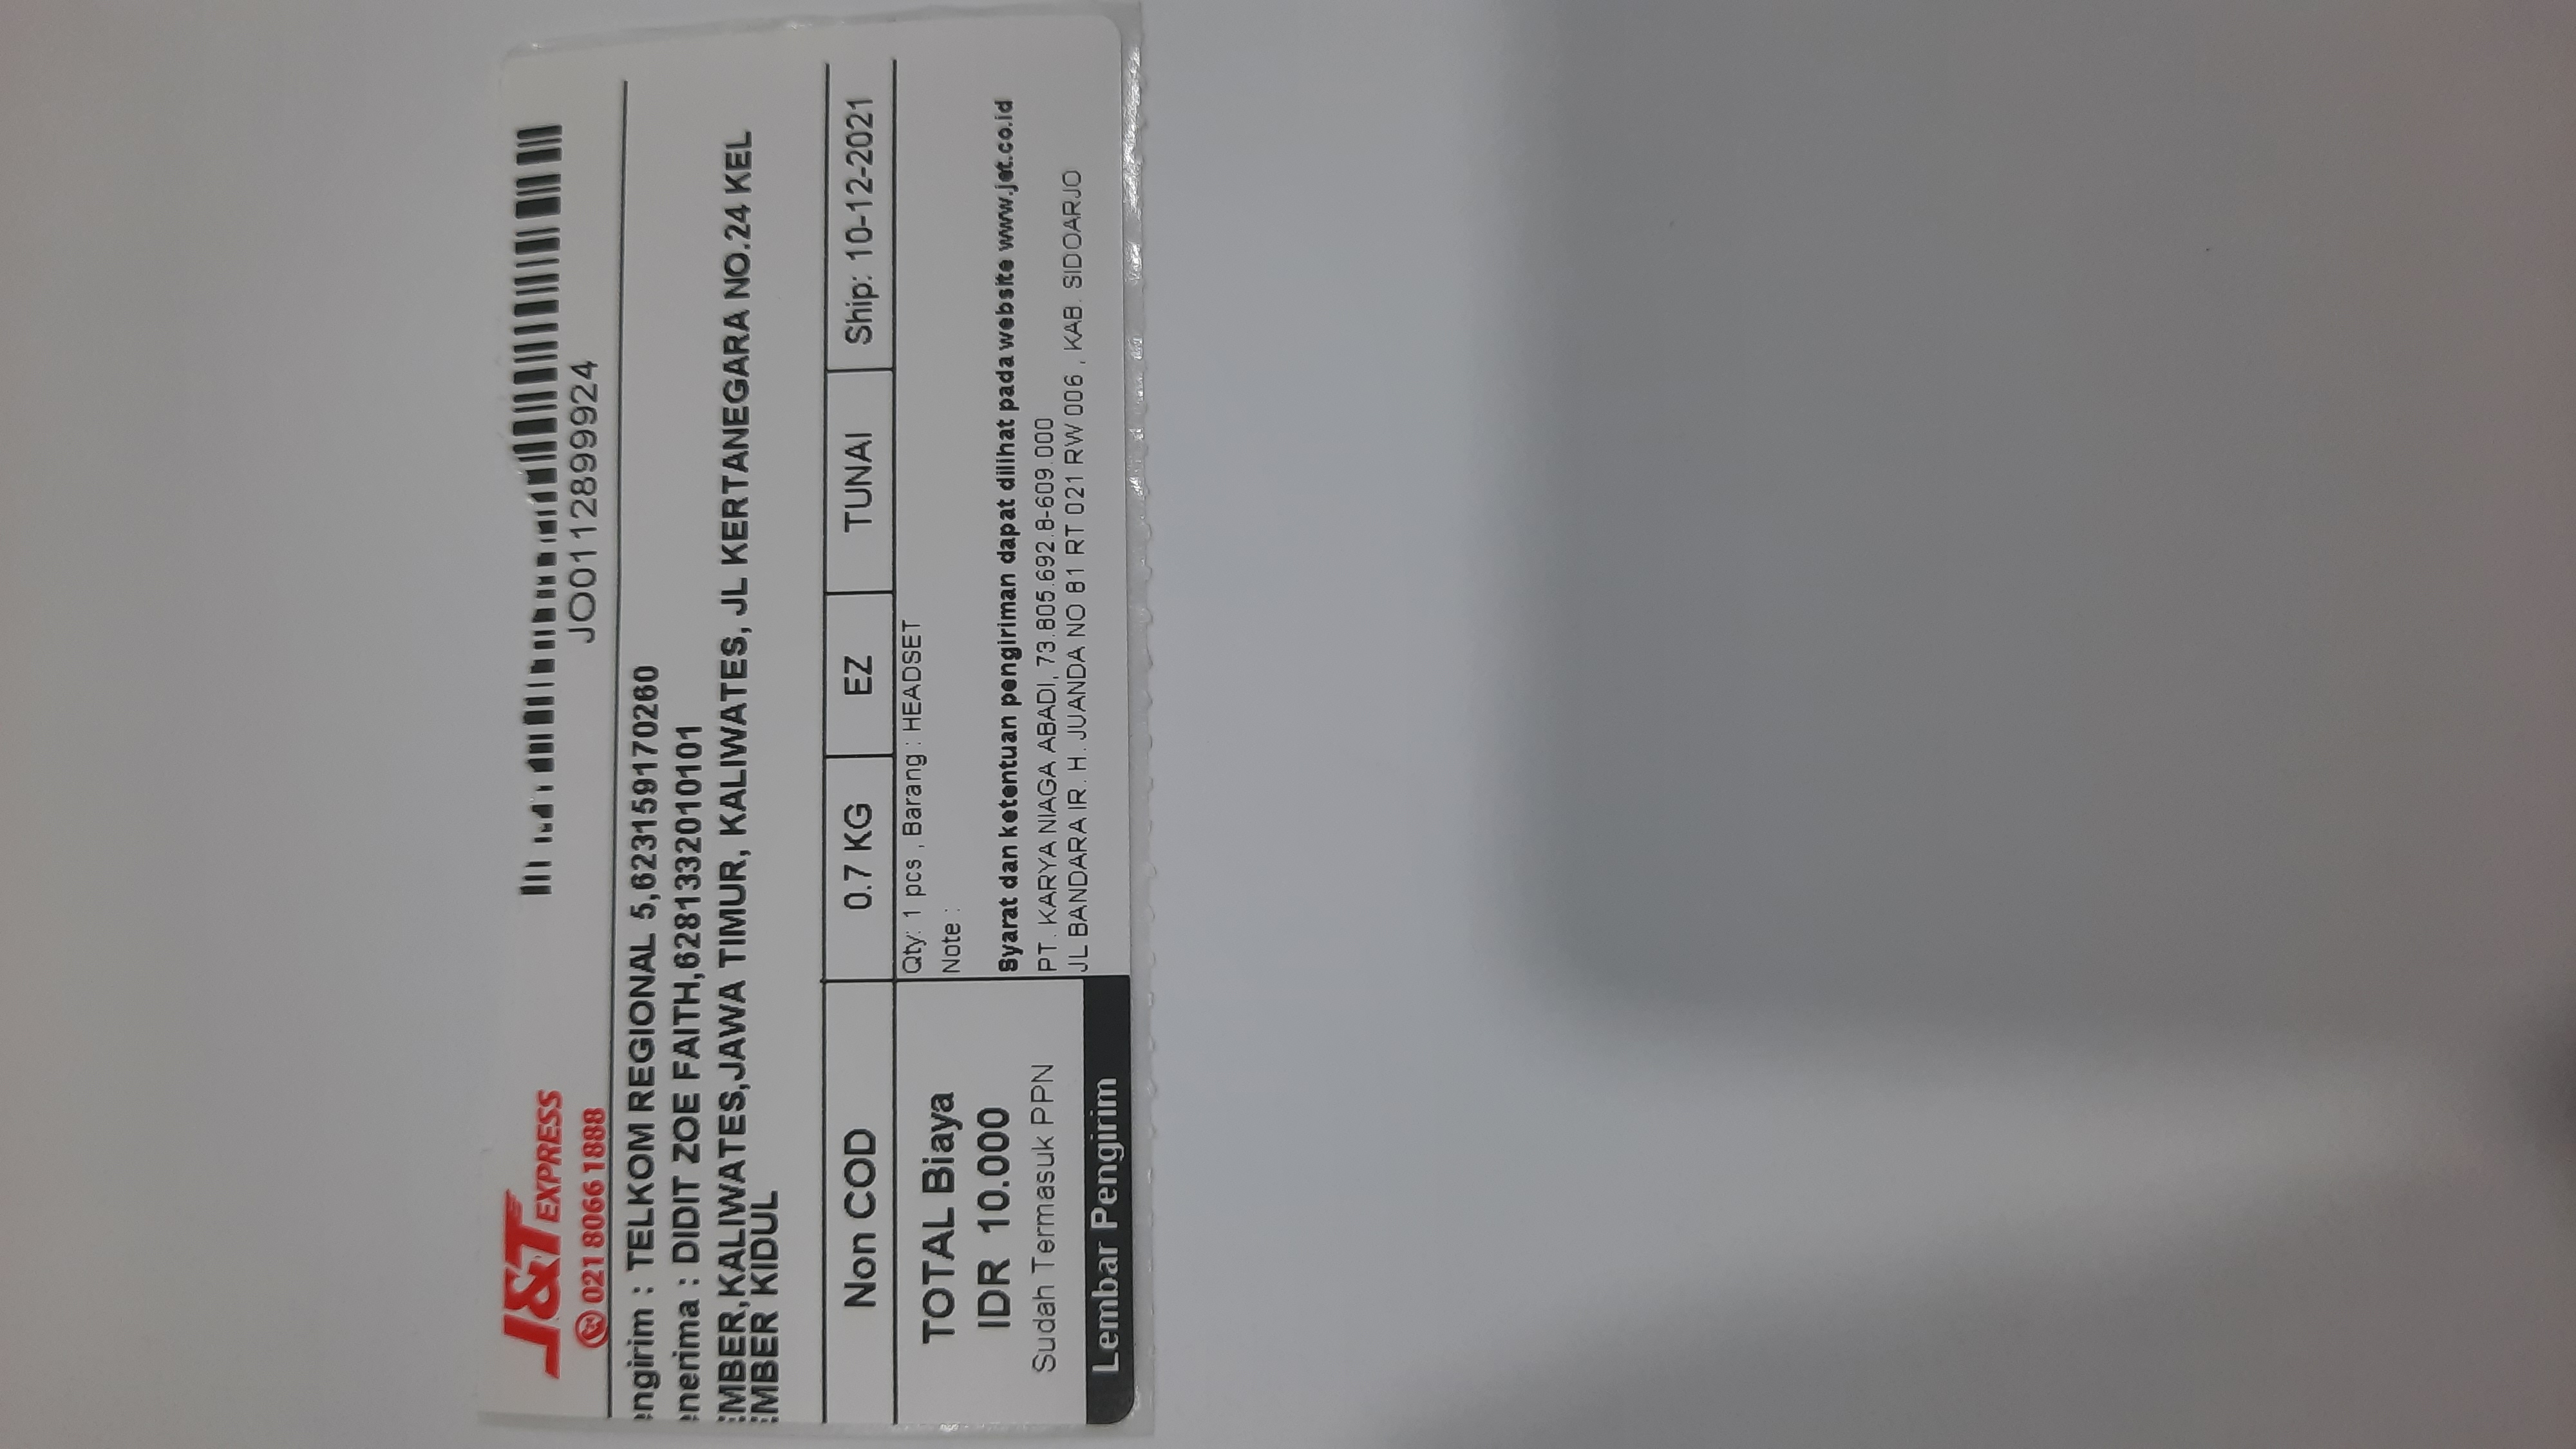 J&T EXPRESS
021 8066 1888
JO0112899924
engirim : TELKOM REGIONAL 5,623159170260
enerima : DIDIT ZOE FAITH,6281332010101
EMBER,KALIWATES,JAWA TIMUR, KALIWATES, JL KERTANEGARA NO.24 KEL
EMBER KIDUL
Non COD 0.7 KG EZ TUNAI Ship: 10-12-2021
TOTAL Biaya
IDR 10.000
Sudah Termasuk PPN
Lembar Pengirim
Qty: 1 pcs , Barang : HEADSET
Note :
Syarat dan ketentuan pengiriman dapat dilihat pada website www.jet.co.id
PT. KARYA NIAGA ABADI, 73.805.692.8-609.000
JL BANDARA IR. H. JUANDA NO 81 RT 021 RW 006 , KAB. SIDOARJO